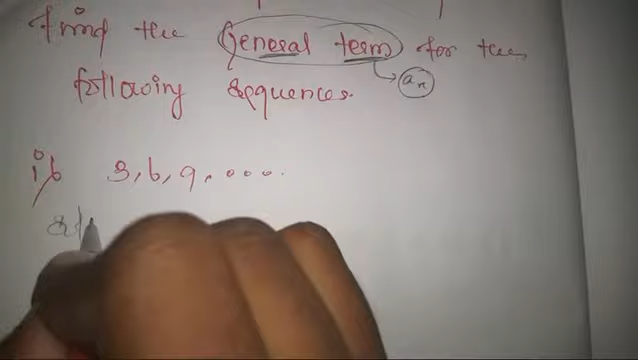 Find the General term for the
following sequences.
an
i) 3, 6, 9, ....